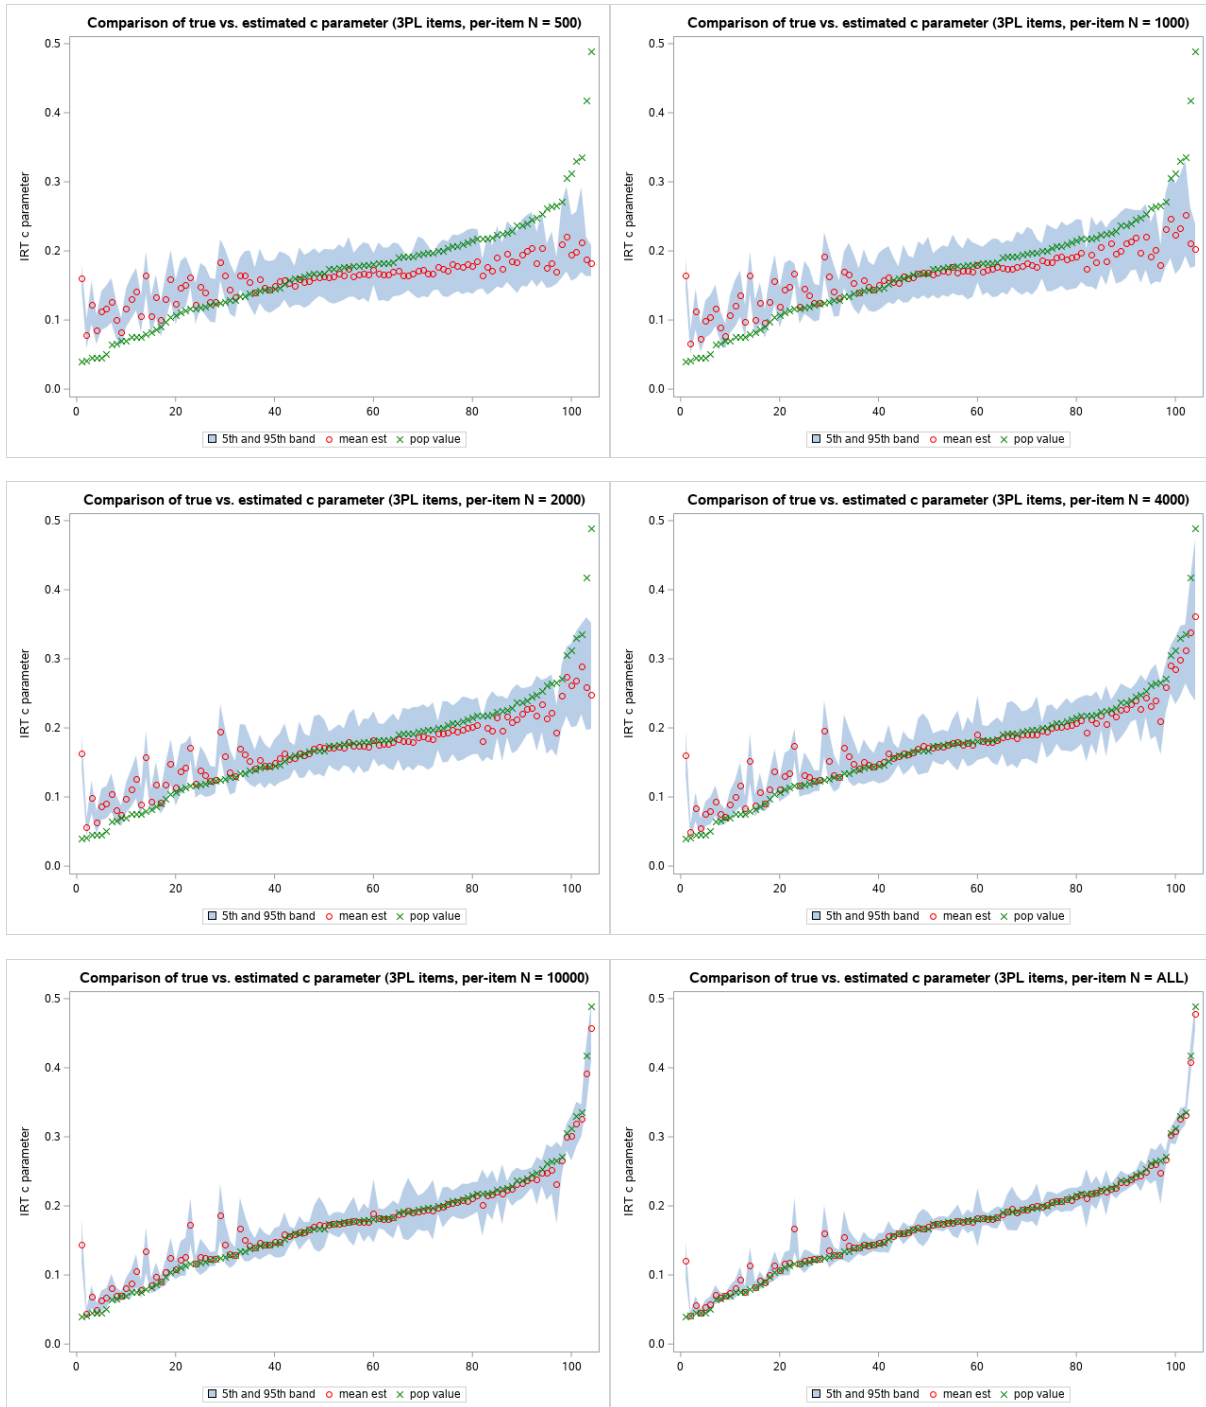 Comparison of true vs. estimated c parameter (3PL items, per-item N = 500)
0.5
0.4
0.3
0.2
0.1
0.0
IRT c parameter
0 20 40 60 80 100
5th and 95th band mean est pop value
Comparison of true vs. estimated c parameter (3PL items, per-item N = 1000)
0.5
0.4
0.3
0.2
0.1
0.0
IRT c parameter
0 20 40 60 80 100
5th and 95th band mean est pop value
Comparison of true vs. estimated c parameter (3PL items, per-item N = 2000)
0.5
0.4
0.3
0.2
0.1
0.0
IRT c parameter
0 20 40 60 80 100
5th and 95th band mean est pop value
Comparison of true vs. estimated c parameter (3PL items, per-item N = 4000)
0.5
0.4
0.3
0.2
0.1
0.0
IRT c parameter
0 20 40 60 80 100
5th and 95th band mean est pop value
Comparison of true vs. estimated c parameter (3PL items, per-item N = 10000)
0.5
0.4
0.3
0.2
0.1
0.0
IRT c parameter
0 20 40 60 80 100
5th and 95th band mean est pop value
Comparison of true vs. estimated c parameter (3PL items, per-item N = ALL)
0.5
0.4
0.3
0.2
0.1
0.0
IRT c parameter
0 20 40 60 80 100
5th and 95th band mean est pop value